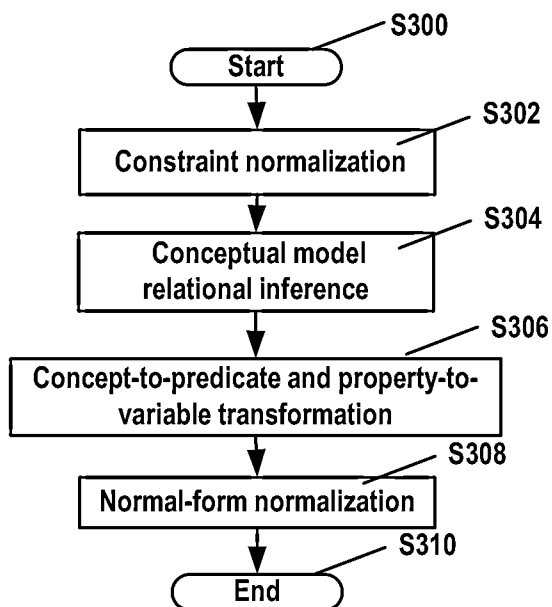 S300
Start
S302
Constraint normalization
S304
Conceptual model
relational inference
S306
Concept-to-predicate and property-to-
variable transformation
S308
Normal-form normalization
S310
End